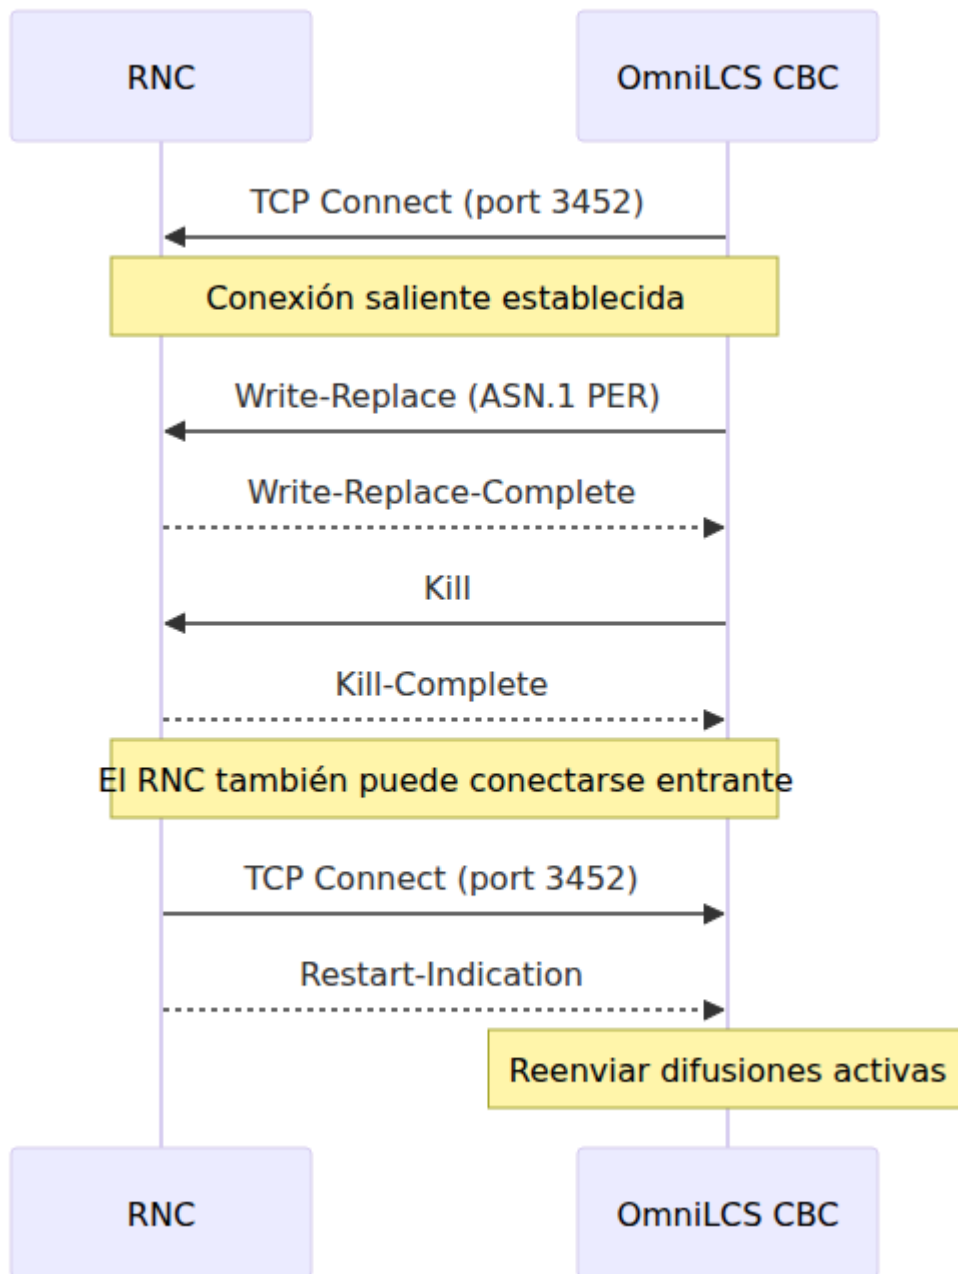 RNC
OmniLCS CBC
TCP Connect (port 3452)
Conexión saliente establecida
Write-Replace (ASN.1 PER)
Write-Replace-Complete
Kill
Kill-Complete
El RNC también puede conectarse entrante
TCP Connect (port 3452)
Restart-Indication
Reenviar difusiones activas
RNC
OmniLCS CBC